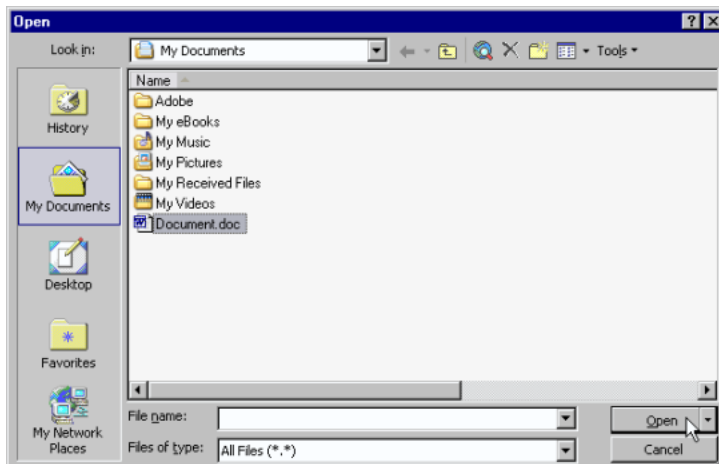 Open
Look in:
My Documents
Tools
Name
History
My Documents
Desktop
Favorites
My Network
Places
Adobe
My eBooks
My Music
My Pictures
My Received Files
My Videos
Document.doc
File name:
Open
Files of type:
All Files (*.*)
Cancel